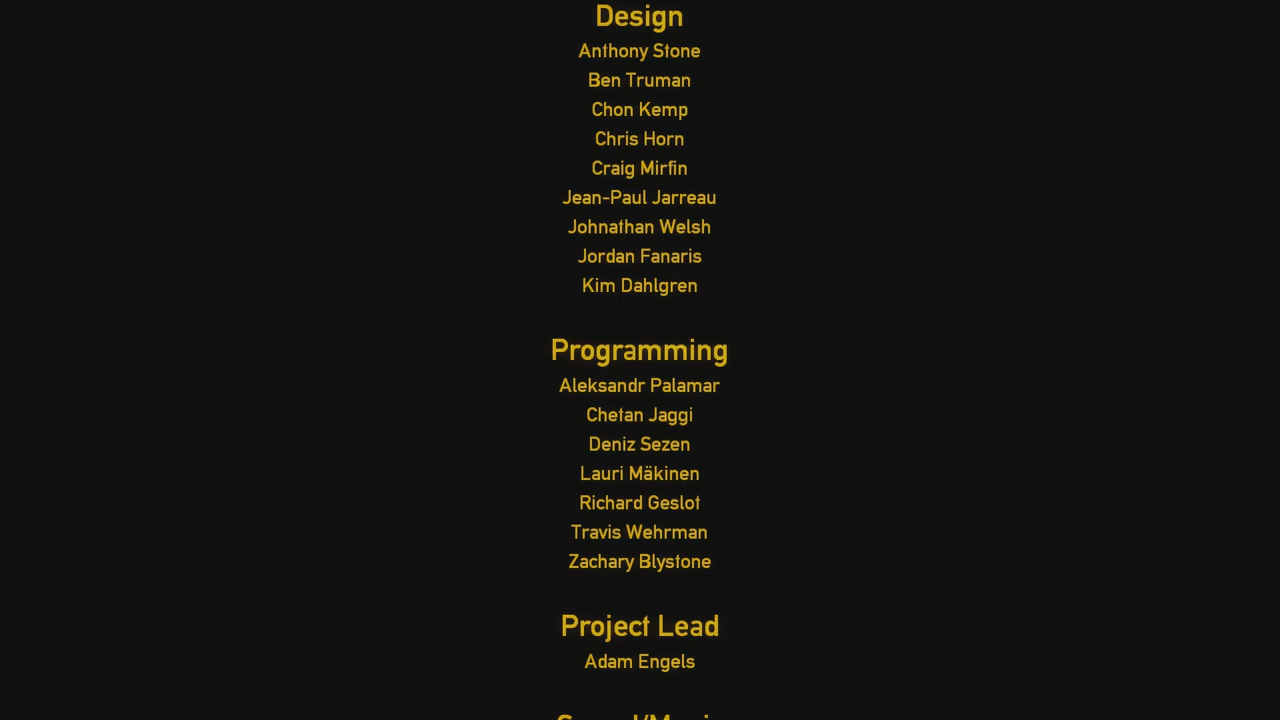 Design
Anthony Stone
Ben Truman
Chon Kemp
Chris Horn
Craig Mirfin
Jean-Paul Jarreau
Johnathan Welsh
Jordan Fanaris
Kim Dahlgren
Programming
Aleksandr Palamar
Chetan Jaggi
Deniz Sezen
Lauri Mäkinen
Richard Geslot
Travis Wehrman
Zachary Blystone
Project Lead
Adam Engels